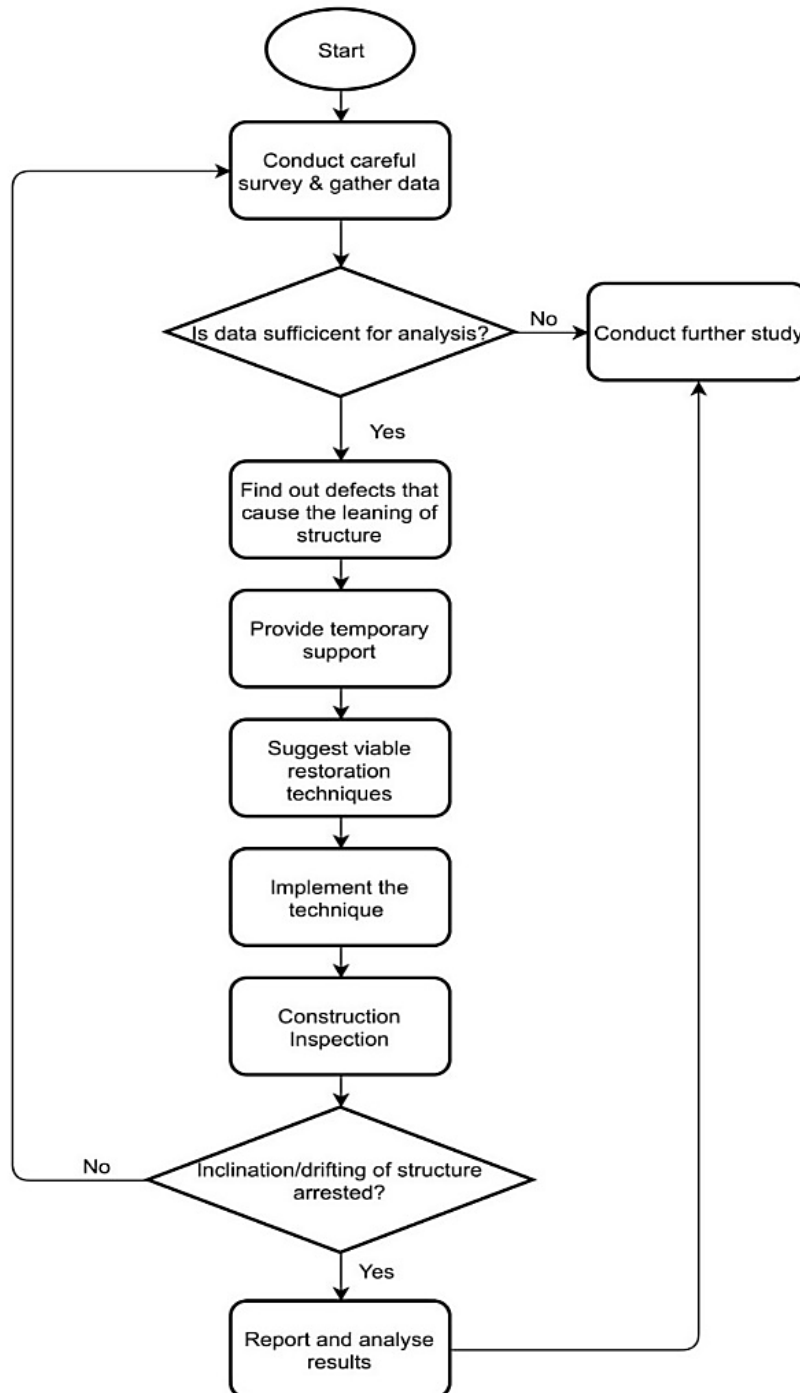 Start
Conduct careful
survey & gather data
Is data sufficicent for analysis?
No
Conduct further study
Yes
Find out defects that
cause the leaning of
structure
Provide temporary
support
Suggest viable
restoration
techniques
Implement the
technique
Construction
Inspection
No
Inclination/drifting of structure
arrested?
Yes
Report and analyse
results